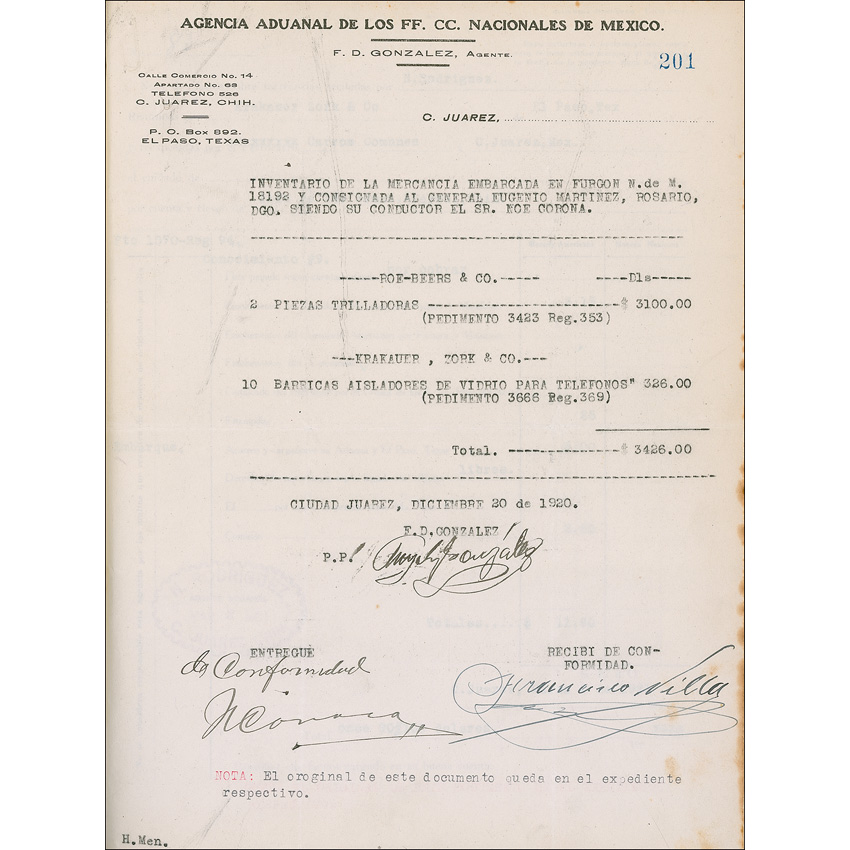 AGENCIA ADUANAL DE LOS FF. CC. NACIONALES DE MEXICO.
F. D. GONZALEZ, AGENTE.
201
CALLE COMERCIO NO. 14
APARTADO NO. 63
TELEFONO 526
C. JUAREZ, CHIH.
P. O. BOX 892.
EL PASO, TEXAS
C. JUAREZ,
INVENTARIO DE LA MERCANCIA EMBARCADA EN FURGON N.de M.
18192 Y CONSIGNADA AL GENERAL EUGENIO MARTINEZ, ROSARIO,
DGO. SIENDO SU CONDUCTOR EL SR. NOE CORONA.
-----ROE-BEERS & CO.----- ----Dls-----
2 PIEZAS TRILLADORAS ------------------------$ 3100.00
(PEDIMENTO 3423 Reg.353)
---KRAKAUER , ZORK & CO.---
10 BARRICAS AISLADORES DE VIDRIO PARA TELEFONOS" 326.00
(PEDIMENTO 3666 Reg.369)
Total. --------------$ 3426.00
CIUDAD JUAREZ, DICIEMBRE 20 de 1920.
F.D.GONZALEZ
P.P.
González
ENTREGUE
de Conformidad
N Corona
RECIBI DE CON-
FORMIDAD.
Francisco Villa
NOTA: El oroginal de este documento queda en el expediente
respectivo.
H.Men.